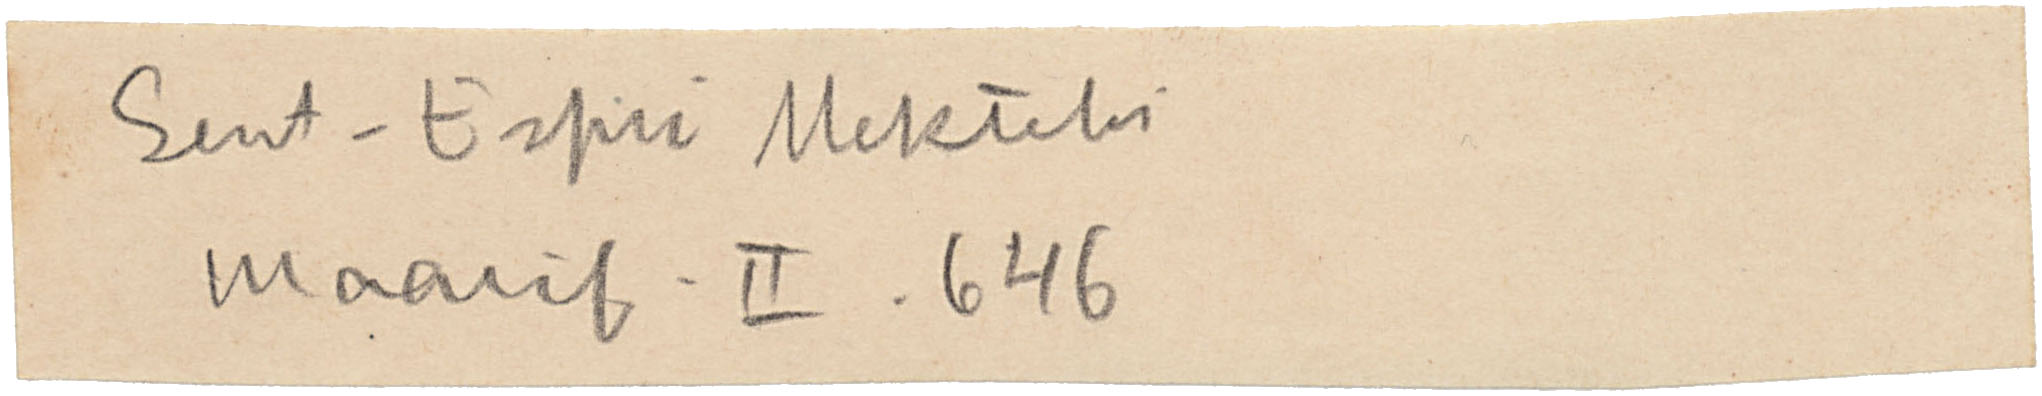 Sent-Espri Mektebi
Maarif - II . 646